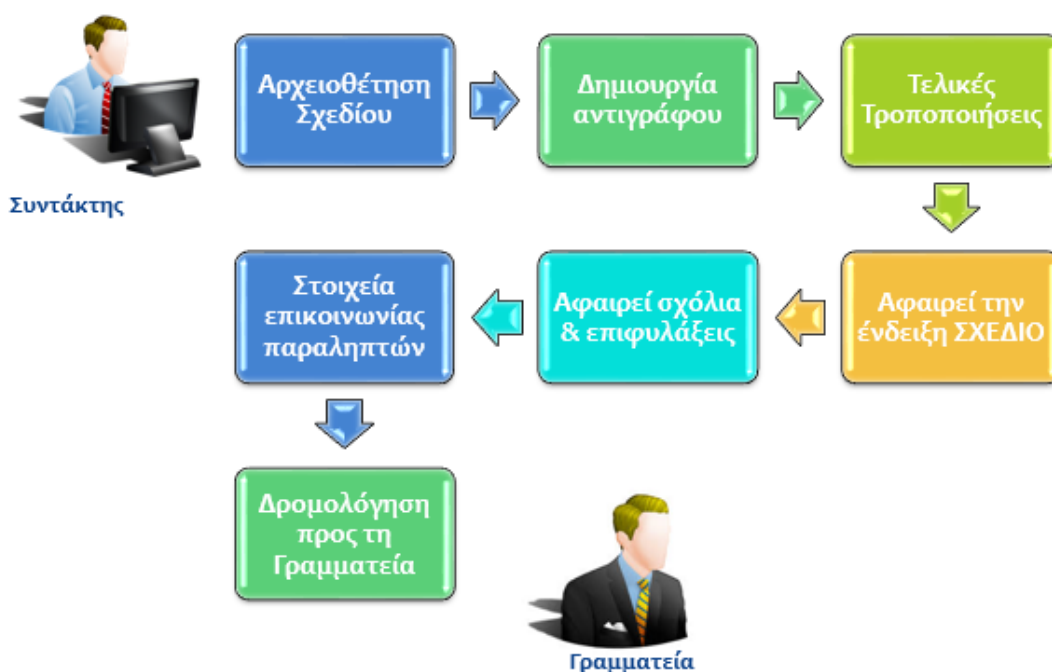 Συντάκτης
Αρχειοθέτηση
Σχεδίου
Δημιουργία
αντιγράφου
Τελικές
Τροποποιήσεις
Αφαιρεί την
ένδειξη ΣΧΕΔΙΟ
Αφαιρεί σχόλια
& επιφυλάξεις
Στοιχεία
επικοινωνίας
παραληπτών
Δρομολόγηση
προς τη
Γραμματεία
Γραμματεία